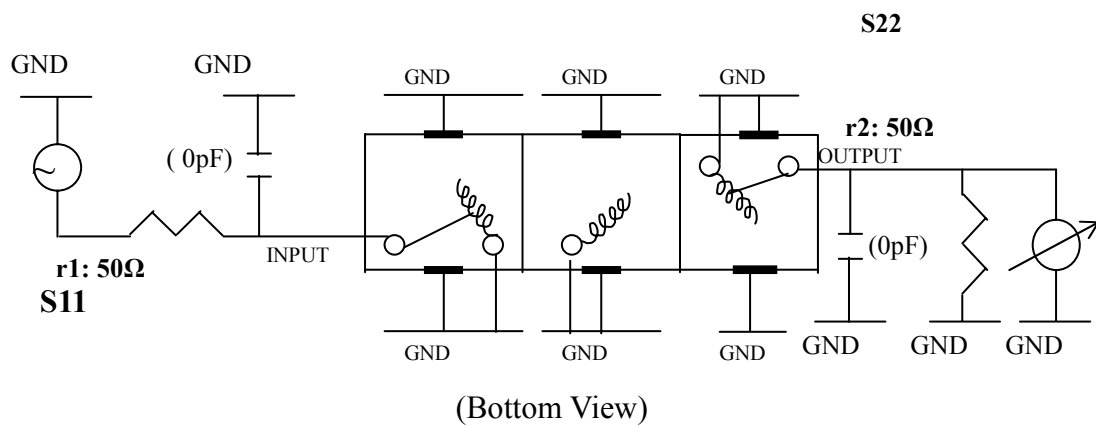 S22
GND
GND
GND
GND
GND
r2: 50Ω
( 0pF)
OUTPUT
INPUT
(0pF)
r1: 50Ω
S11
GND
GND
GND
GND
GND
GND
(Bottom View)